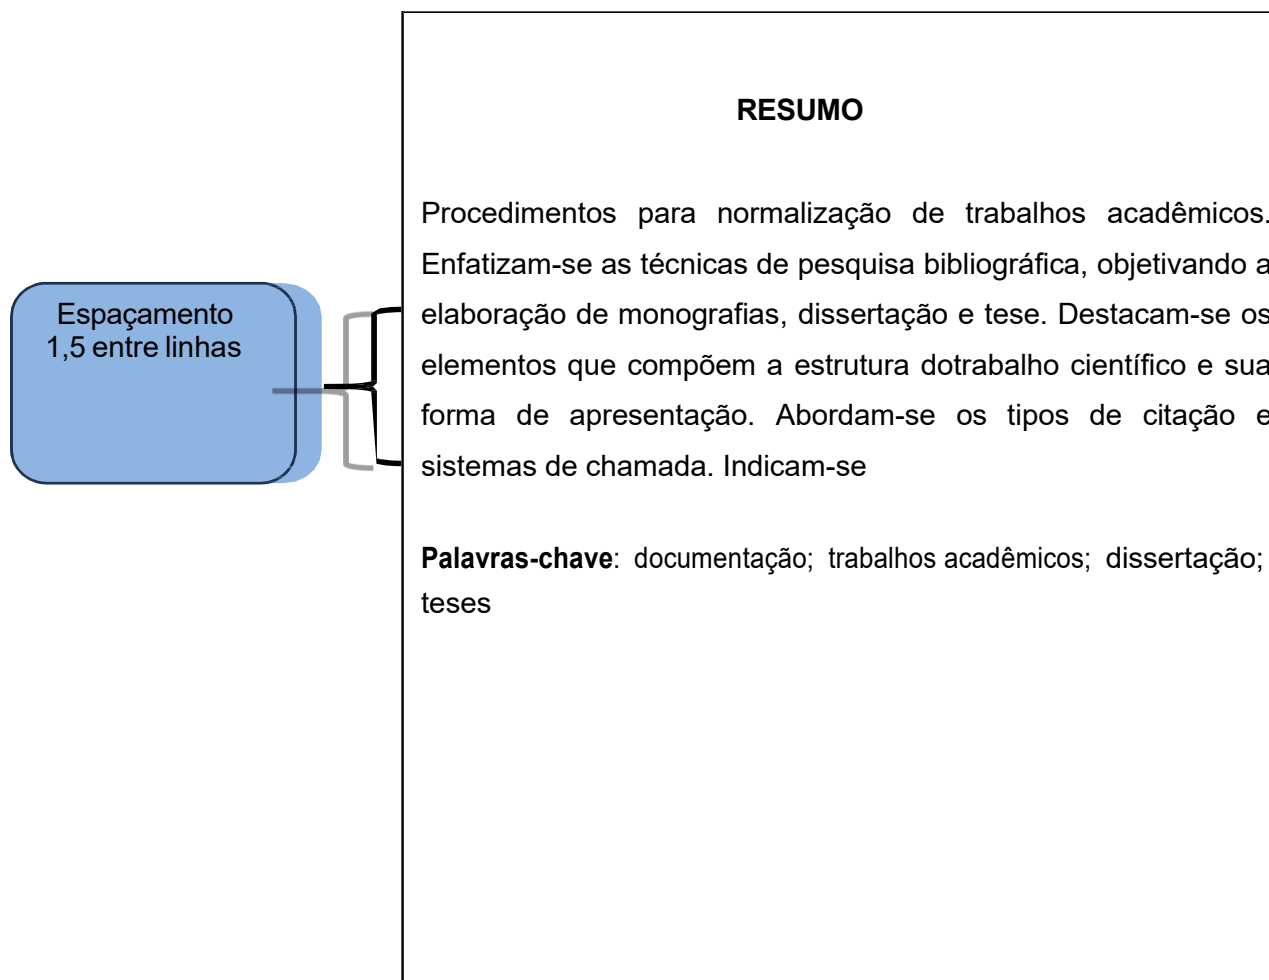 RESUMO
Procedimentos para normalização de trabalhos acadêmicos.
Enfatizam-se as técnicas de pesquisa bibliográfica, objetivando a
elaboração de monografias, dissertação e tese. Destacam-se os
elementos que compõem a estrutura dotrabalho científico e sua
forma de apresentação. Abordam-se os tipos de citação e
sistemas de chamada. Indicam-se
Palavras-chave: documentação; trabalhos acadêmicos; dissertação;
teses
Espaçamento
1,5 entre linhas